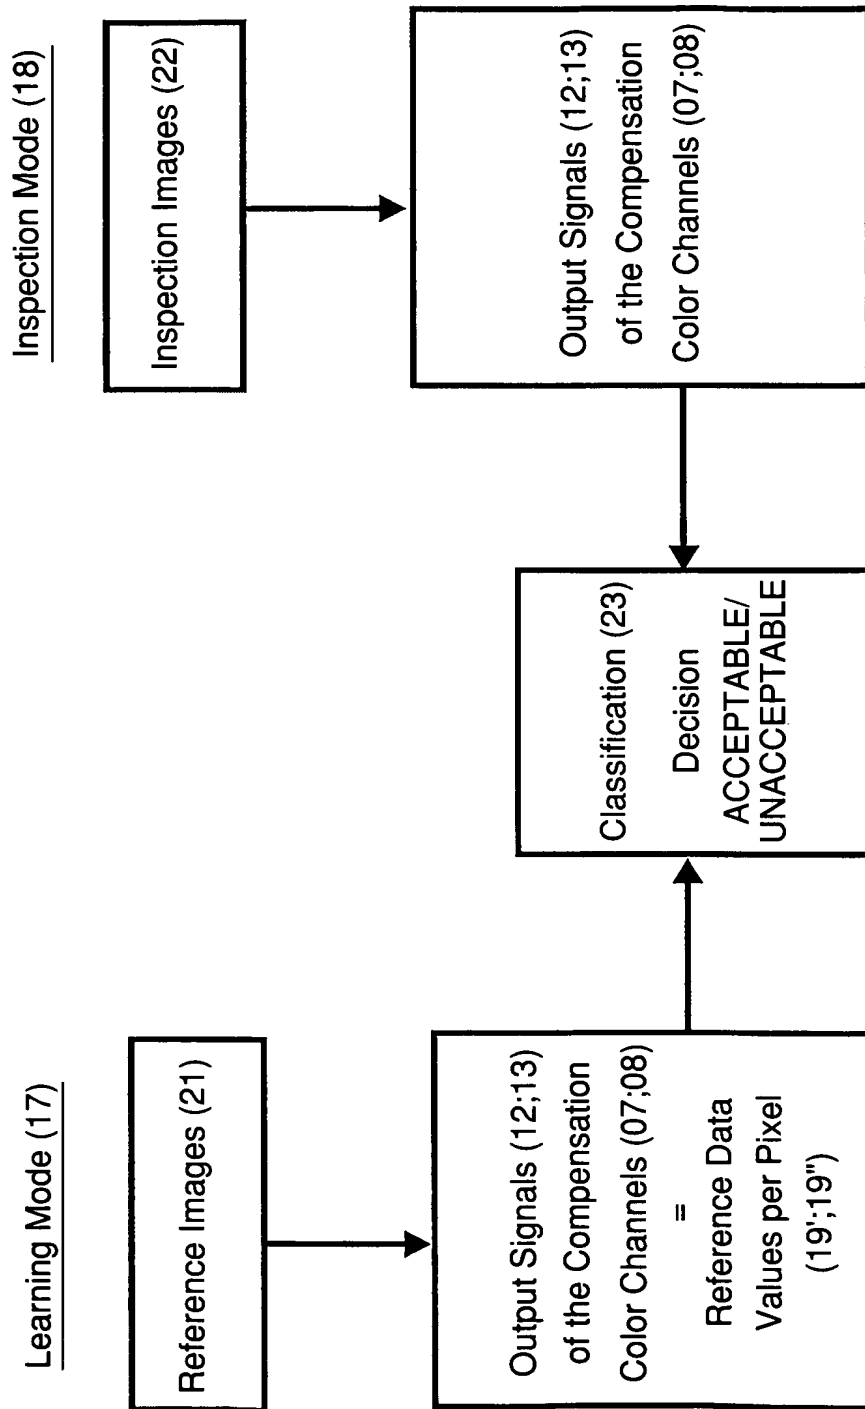 Learning Mode (17)
Reference Images (21)
Output Signals (12;13)
of the Compensation
Color Channels (07;08)
=
Reference Data
Values per Pixel
(19';19")
Classification (23)
Decision
ACCEPTABLE/
UNACCEPTABLE
Inspection Mode (18)
Inspection Images (22)
Output Signals (12;13)
of the Compensation
Color Channels (07;08)